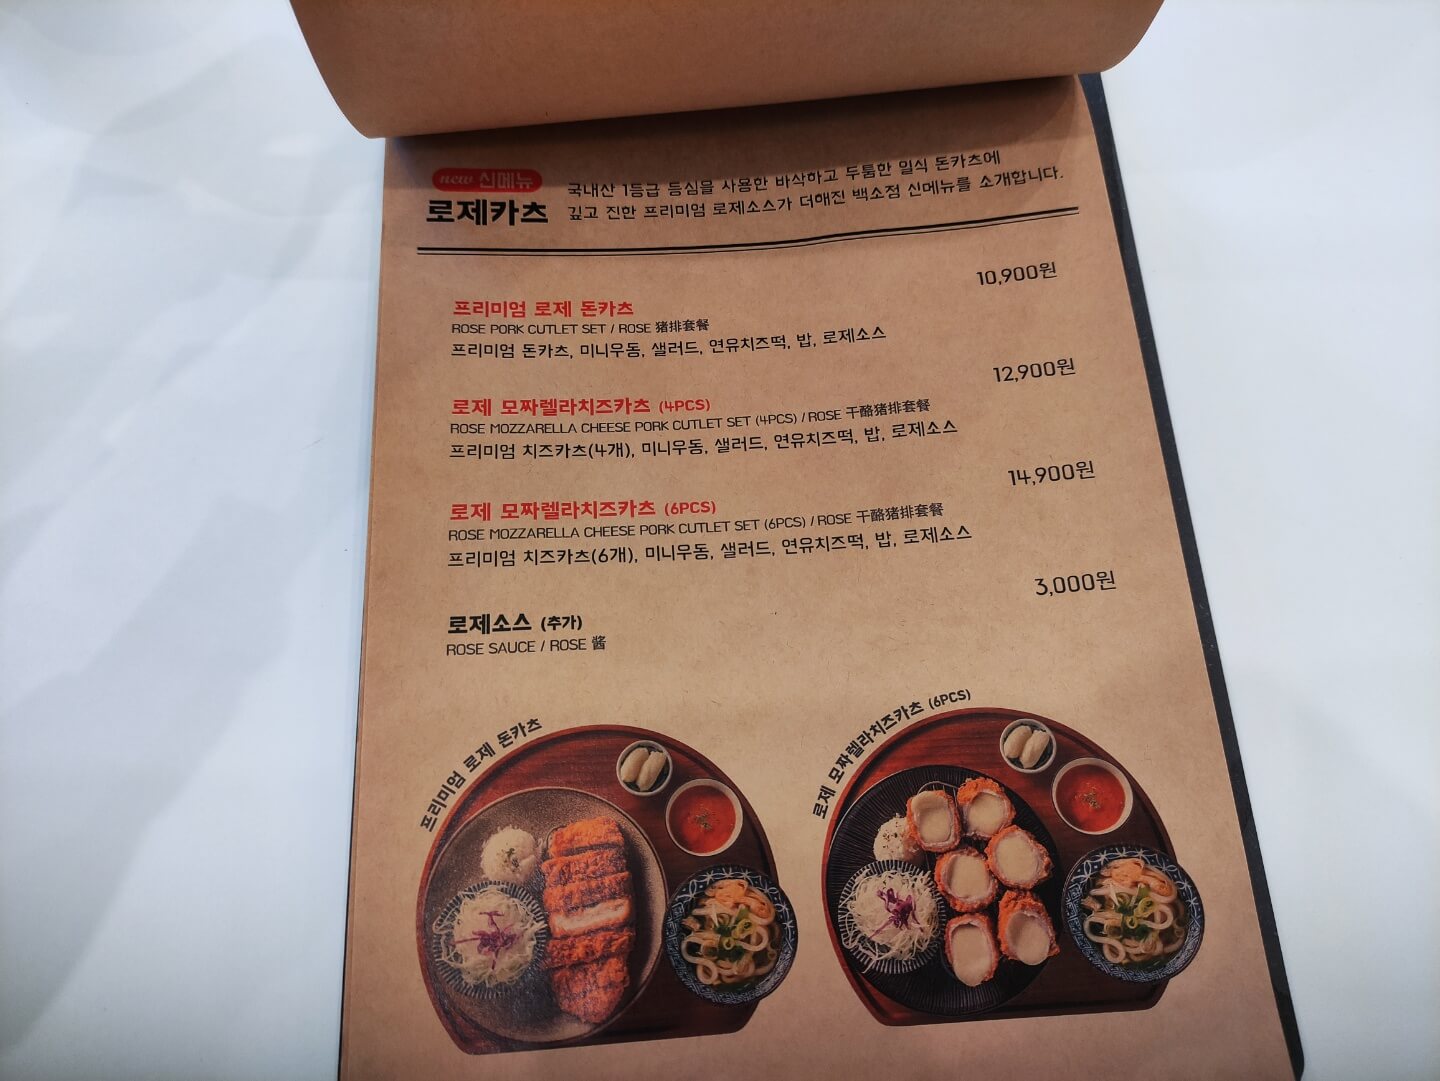 new 신메뉴
로제카츠
국내산 1등급 등심을 사용한 바삭하고 두툼한 일식 돈카츠에
깊고 진한 프리미엄 로제소스가 더해진 백소정 신메뉴를 소개합니다.
10,900원
프리미엄 로제 돈카츠
ROSE PORK CUTLET SET / ROSE 猪排套餐
프리미엄 돈카츠, 미니우동, 샐러드, 연유치즈떡, 밥, 로제소스
12,900원
로제 모짜렐라치즈카츠 (4PCS)
ROSE MOZZARELLA CHEESE PORK CUTLET SET (4PCS) / ROSE 干酪猪排套餐
프리미엄 치즈카츠(4개), 미니우동, 샐러드, 연유치즈떡, 밥, 로제소스
14,900원
로제 모짜렐라치즈카츠 (6PCS)
ROSE MOZZARELLA CHEESE PORK CUTLET SET (6PCS) / ROSE 干酪猪排套餐
프리미엄 치즈카츠(6개), 미니우동, 샐러드, 연유치즈떡, 밥, 로제소스
3,000원
로제소스 (추가)
ROSE SAUCE / ROSE 酱
프리미엄 로제 돈카츠
로제 모짜렐라치즈카츠 (6PCS)